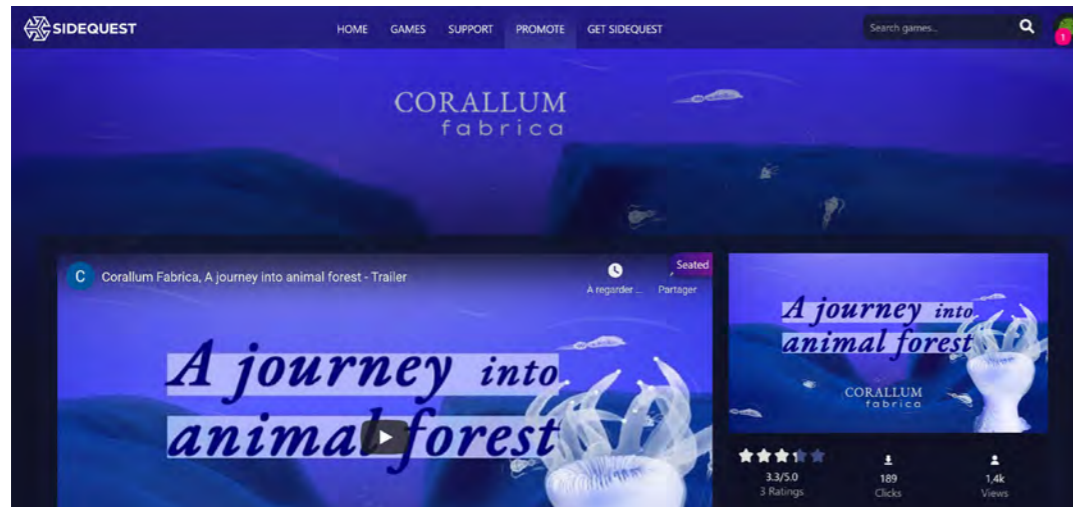 SIDEQUEST
HOME GAMES SUPPORT PROMOTE GET SIDEQUEST
Search games...
1
CORALLUM
fabrica
C Corallum Fabrica, A journey into animal forest - Trailer
Seated
A regarder ... Partager
A journey into
animal forest
A journey into
animal forest
CORALLUM
fabrica
3.3/5.0 189 1,4k
3 Ratings Clicks Views